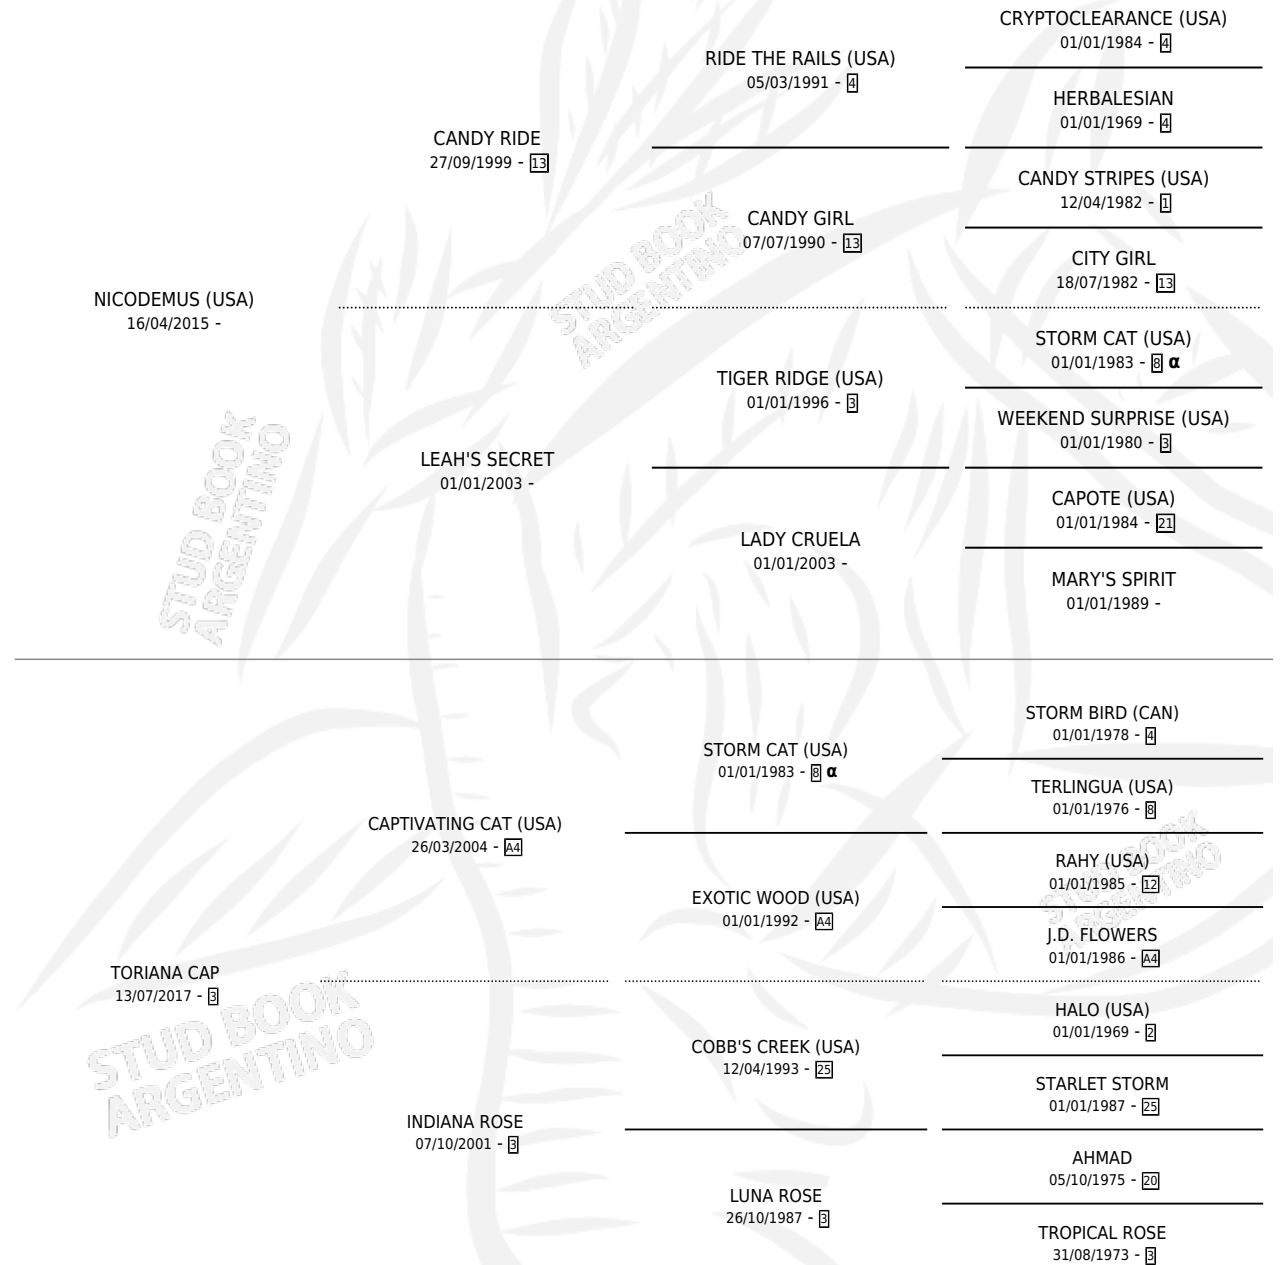 CRYPTOCLEARANCE (USA)
01/01/1984 - 4
RIDE THE RAILS (USA)
05/03/1991 - 4
HERBALESIAN
01/01/1969 - 4
CANDY RIDE
27/09/1999 - 13
CANDY STRIPES (USA)
12/04/1982 - 1
CANDY GIRL
07/07/1990 - 13
CITY GIRL
18/07/1982 - 13
NICODEMUS (USA)
16/04/2015 -
STORM CAT (USA)
01/01/1983 - 8 α
TIGER RIDGE (USA)
01/01/1996 - 3
WEEKEND SURPRISE (USA)
01/01/1980 - 3
LEAH'S SECRET
01/01/2003 -
CAPOTE (USA)
01/01/1984 - 21
LADY CRUELA
01/01/2003 -
MARY'S SPIRIT
01/01/1989 -
STORM BIRD (CAN)
01/01/1978 - 4
STORM CAT (USA)
01/01/1983 - 8 α
TERLINGUA (USA)
01/01/1976 - 8
CAPTIVATING CAT (USA)
26/03/2004 - A4
RAHY (USA)
01/01/1985 - 12
EXOTIC WOOD (USA)
01/01/1992 - A4
J.D. FLOWERS
01/01/1986 - A4
TORIANA CAP
13/07/2017 - 3
HALO (USA)
01/01/1969 - 2
COBB'S CREEK (USA)
12/04/1993 - 25
STARLET STORM
01/01/1987 - 25
INDIANA ROSE
07/10/2001 - 3
AHMAD
05/10/1975 - 20
LUNA ROSE
26/10/1987 - 3
TROPICAL ROSE
31/08/1973 - 3
STUD BOOK
ARGENTINO
STUD BOOK
ARGENTINO
STUD BOOK
ARGENTINO
STUD BOOK
ARGENTINO